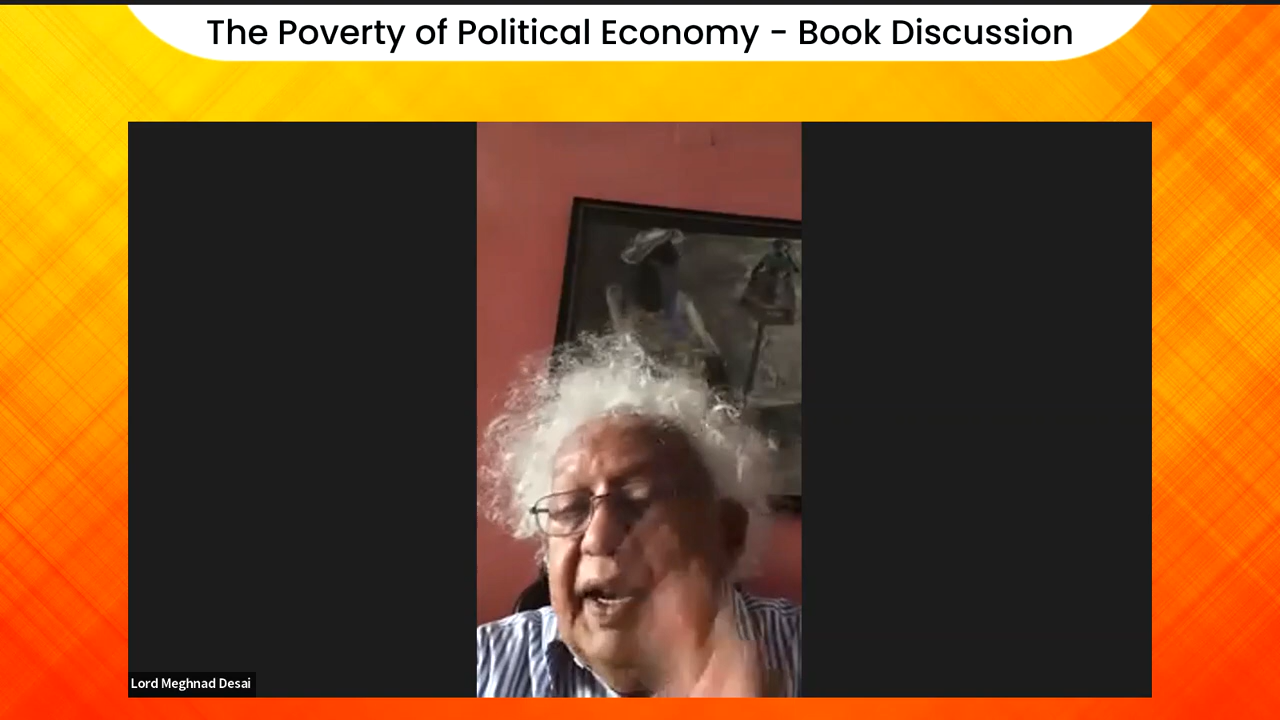 The Poverty of Political Economy - Book Discussion
Lord Meghnad Desai